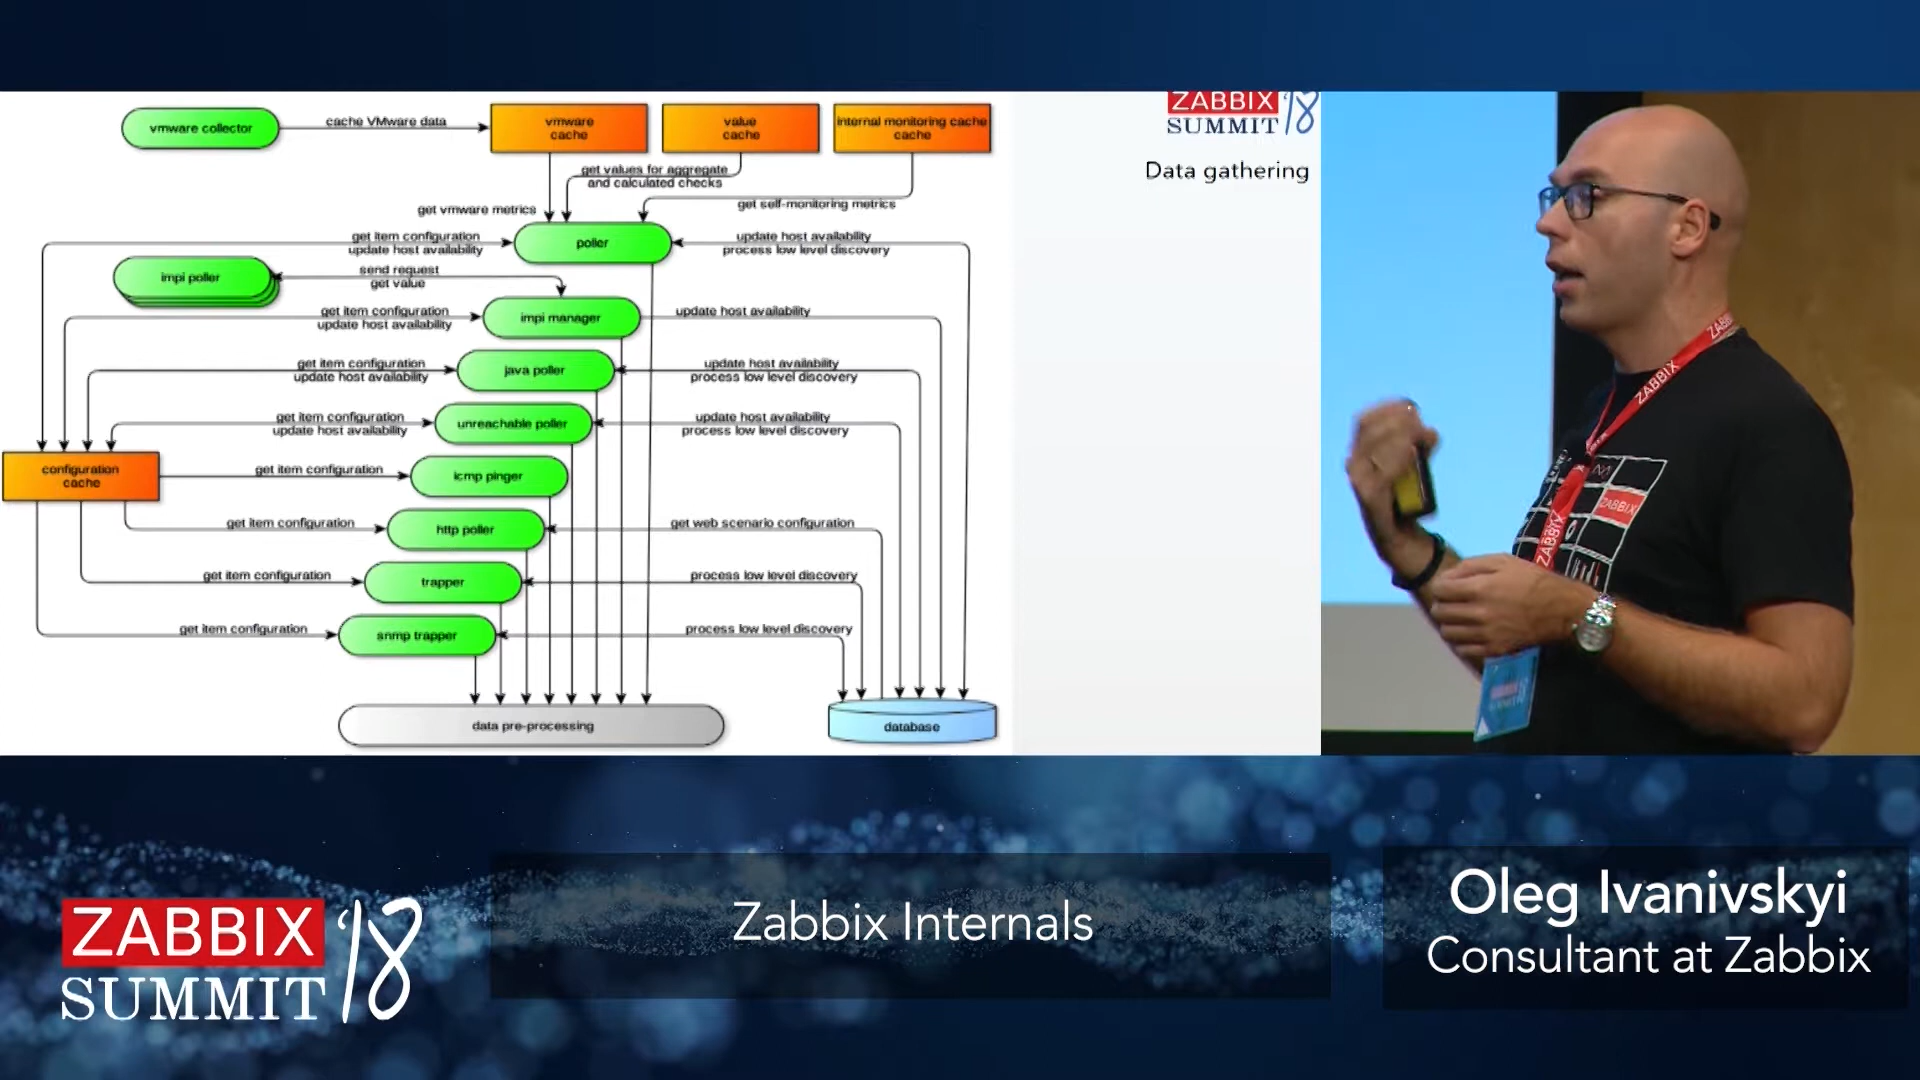 vmware collector
cache VMware data
vmware
cache
value
cache
internal monitoring cache
cache
get values for aggregate
and calculated checks
get vmware metrics
get self-monitoring metrics
get item configuration
update host availability
poller
update host availability
process low level discovery
impi poller
send request
get value
get item configuration
update host availability
impi manager
update host availability
get item configuration
update host availability
java poller
update host availability
process low level discovery
get item configuration
update host availability
unreachable poller
update host availability
process low level discovery
configuration
cache
get item configuration
icmp pinger
get item configuration
http poller
get web scenario configuration
get item configuration
trapper
process low level discovery
get item configuration
snmp trapper
process low level discovery
data pre-processing
database
ZABBIX
SUMMIT '18
Data gathering
ZABBIX
ZABBIX
ZABBIX
ZABBIX
ZABBIX
SUMMIT '18
Zabbix Internals
Oleg Ivanivskyi
Consultant at Zabbix